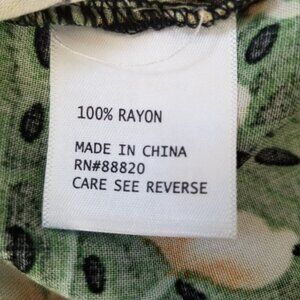 100% RAYON
MADE IN CHINA
RN#88820
CARE SEE REVERSE